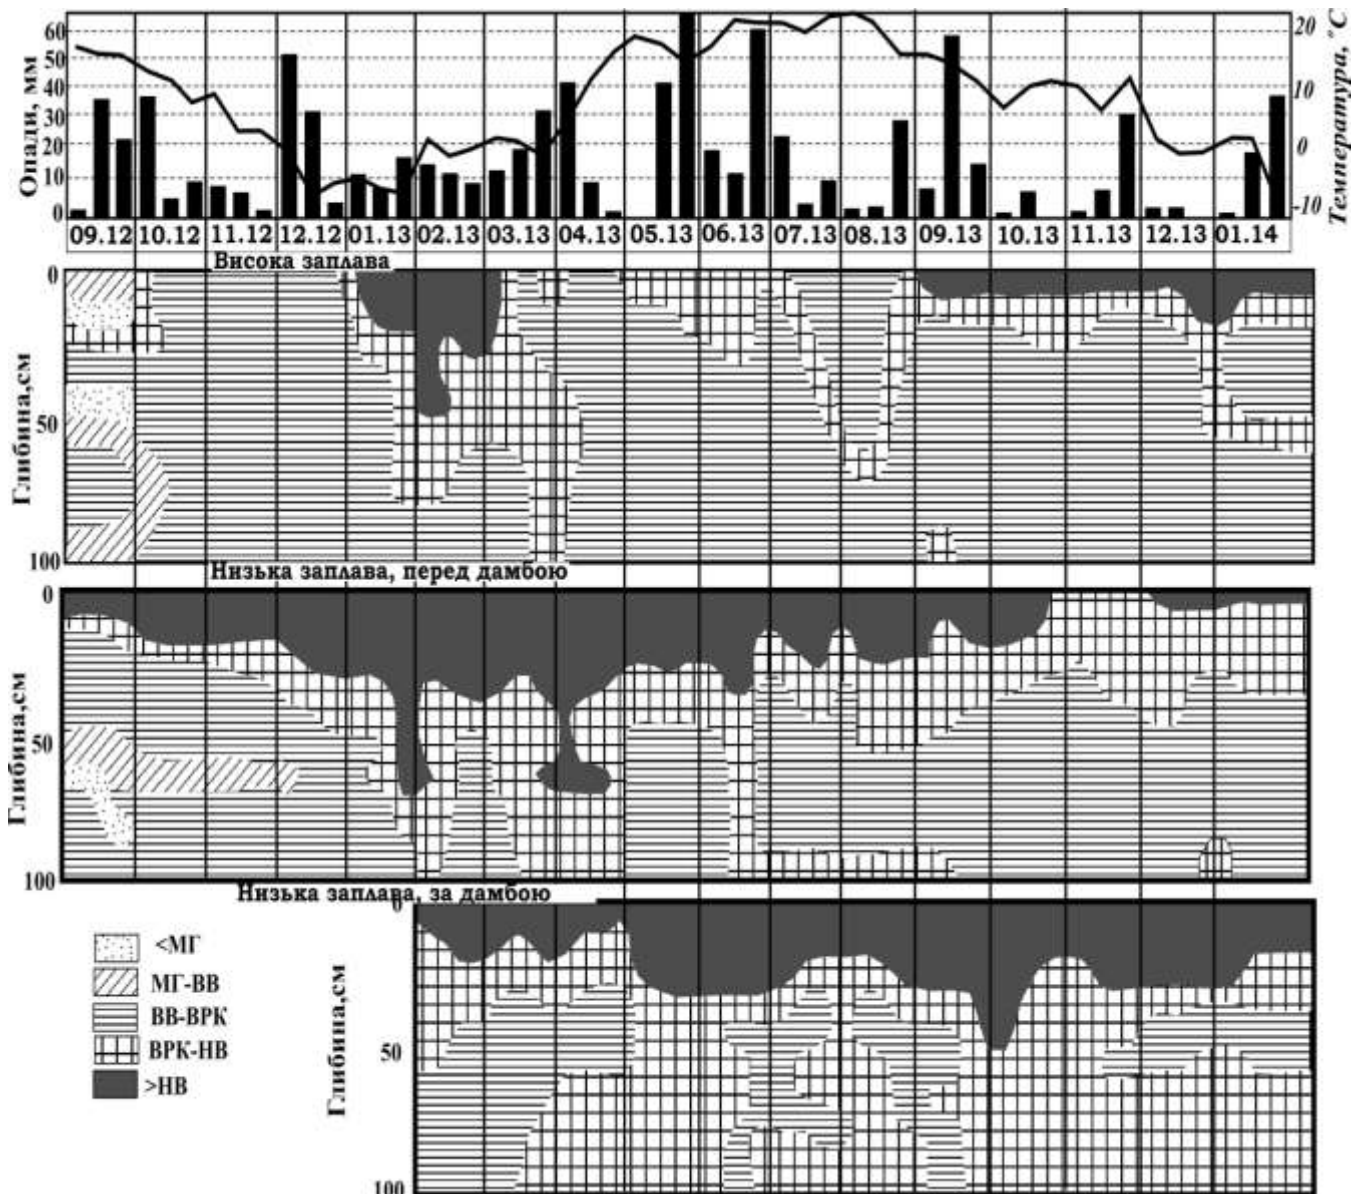 Опади, мм
60
50
40
30
20
10
0
20
10
0
-10
Температура, °С
09.12 10.12 11.12 12.12 01.13 02.13 03.13 04.13 05.13 06.13 07.13 08.13 09.13 10.13 11.13 12.13 01.14
Висока заплава
Глибина,см
0
50
100
Низька заплава, перед дамбою
Глибина,см
0
50
100
Низька заплава, за дамбою
Глибина,см
0
50
100
<МГ
МГ-ВВ
ВВ-ВРК
ВРК-НВ
>НВ